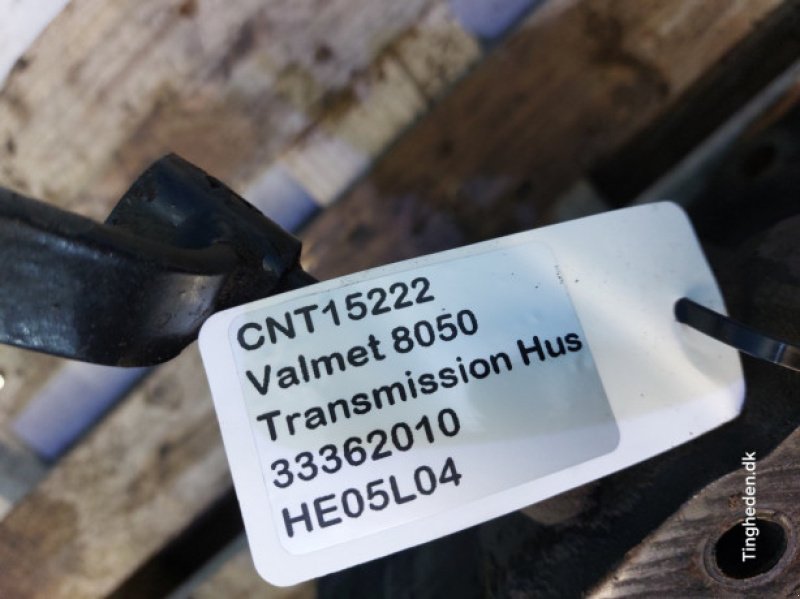 CNT15222
Valmet 8050
Transmission Hus
33362010
HE05L04
Tingheden.dk